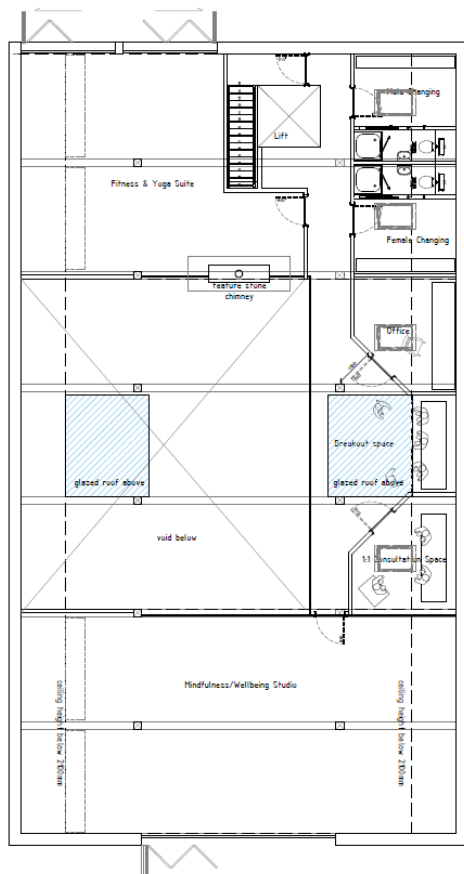 Male Changing
Lift
Fitness & Yoga Suite
Female Changing
feature stone
chimney
Office
Breakout space
glazed roof above
glazed roof above
void below
1:1 Consultation Space
Mindfulness/Wellbeing Studio
ceiling height below 2100mm
ceiling height below 2100mm